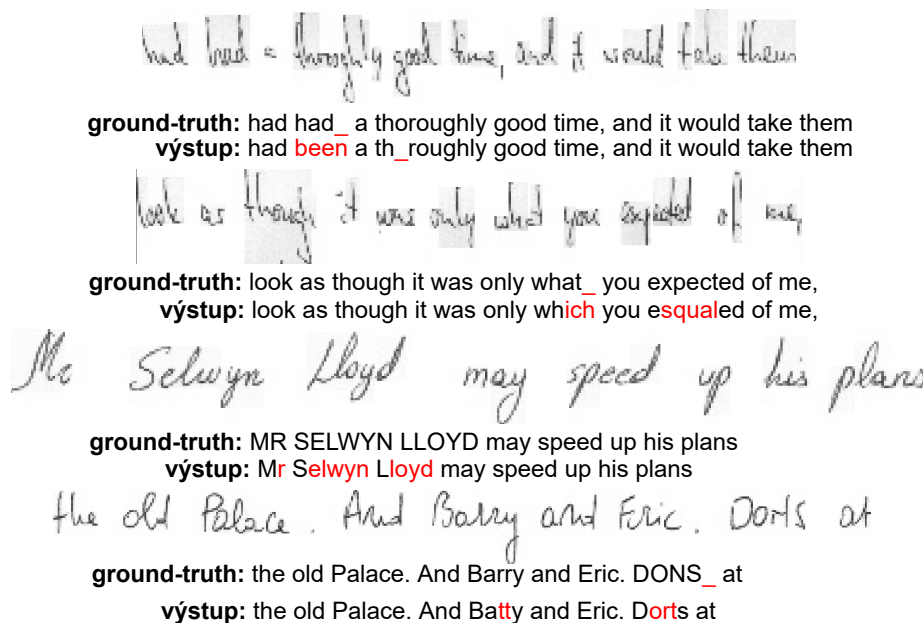 had had a thoroughly good time, and it would take them
ground-truth: had had_ a thoroughly good time, and it would take them
výstup: had been a th_roughly good time, and it would take them
look as though it was only what you expected of me,
ground-truth: look as though it was only what_ you expected of me,
výstup: look as though it was only which you esqualed of me,
Mr Selwyn Lloyd may speed up his plans
ground-truth: MR SELWYN LLOYD may speed up his plans
výstup: Mr Selwyn Lloyd may speed up his plans
the old Palace. And Barry and Eric. Dons at
ground-truth: the old Palace. And Barry and Eric. DONS_ at
výstup: the old Palace. And Batty and Eric. Dorts at